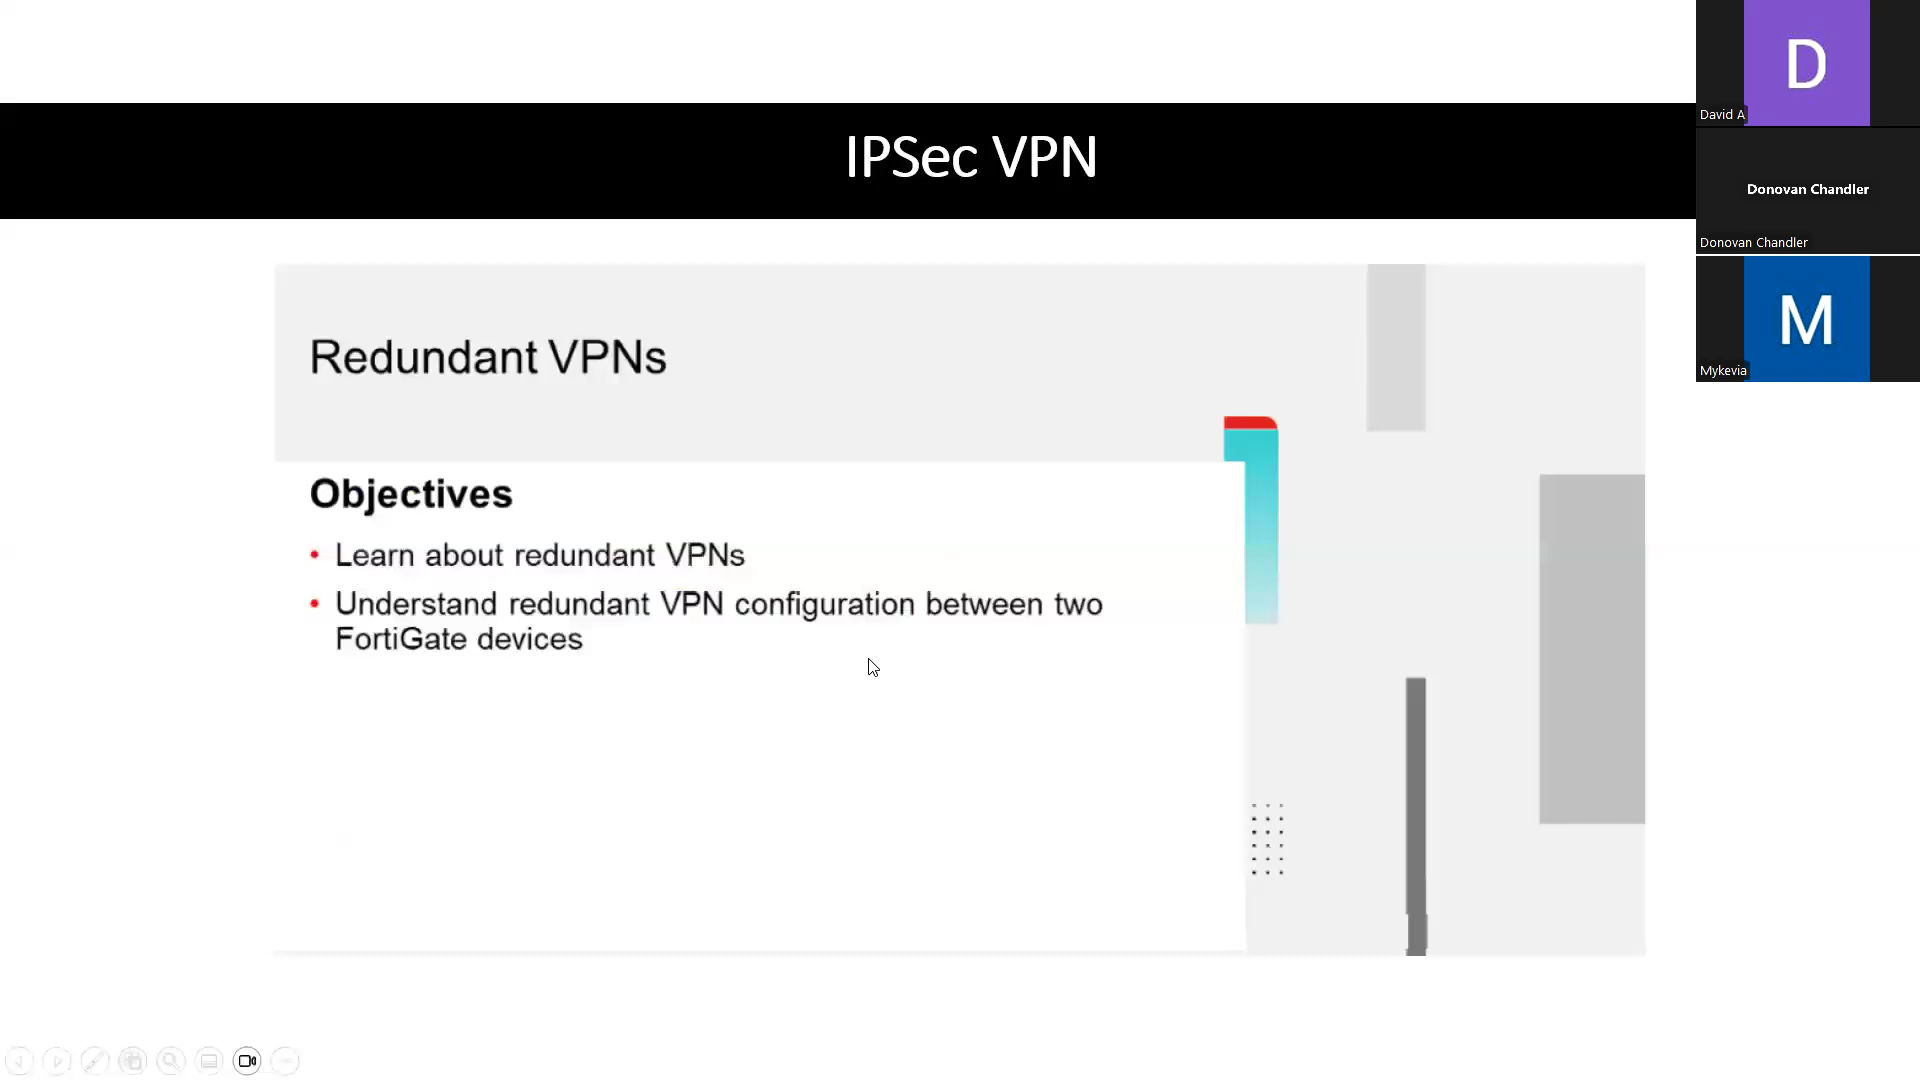 IPSec VPN
Redundant VPNs
Objectives
• Learn about redundant VPNs
• Understand redundant VPN configuration between two
FortiGate devices
D
David A
Donovan Chandler
Donovan Chandler
M
Mykevia